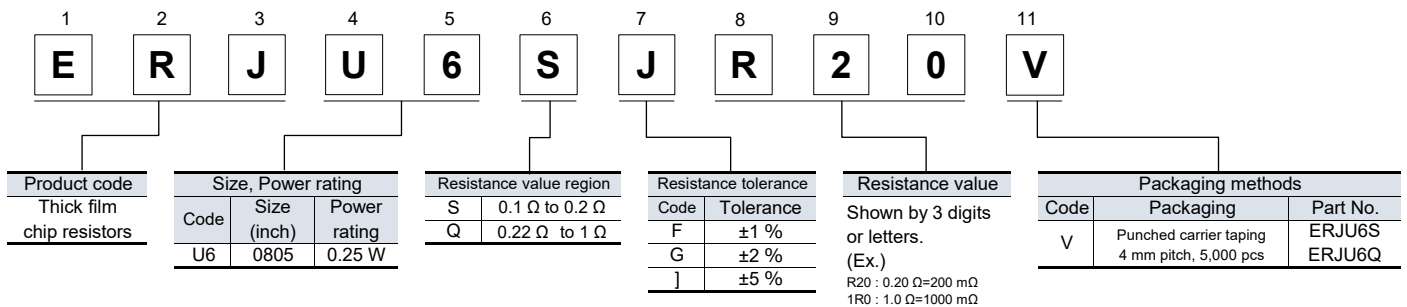 1 2 3 4 5 6 7 8 9 10 11
E R J U 6 S J R 2 0 V
Product code
Thick film
chip resistors
Size, Power rating
Code Size (inch) Power rating
U6 0805 0.25 W
Resistance value region
S 0.1 Ω to 0.2 Ω
Q 0.22 Ω to 1 Ω
Resistance tolerance
Code Tolerance
F ±1 %
G ±2 %
] ±5 %
Resistance value
Shown by 3 digits
or letters.
(Ex.)
R20 : 0.20 Ω=200 mΩ
1R0 : 1.0 Ω=1000 mΩ
Packaging methods
Code Packaging Part No.
V Punched carrier taping ERJU6S
4 mm pitch, 5,000 pcs ERJU6Q